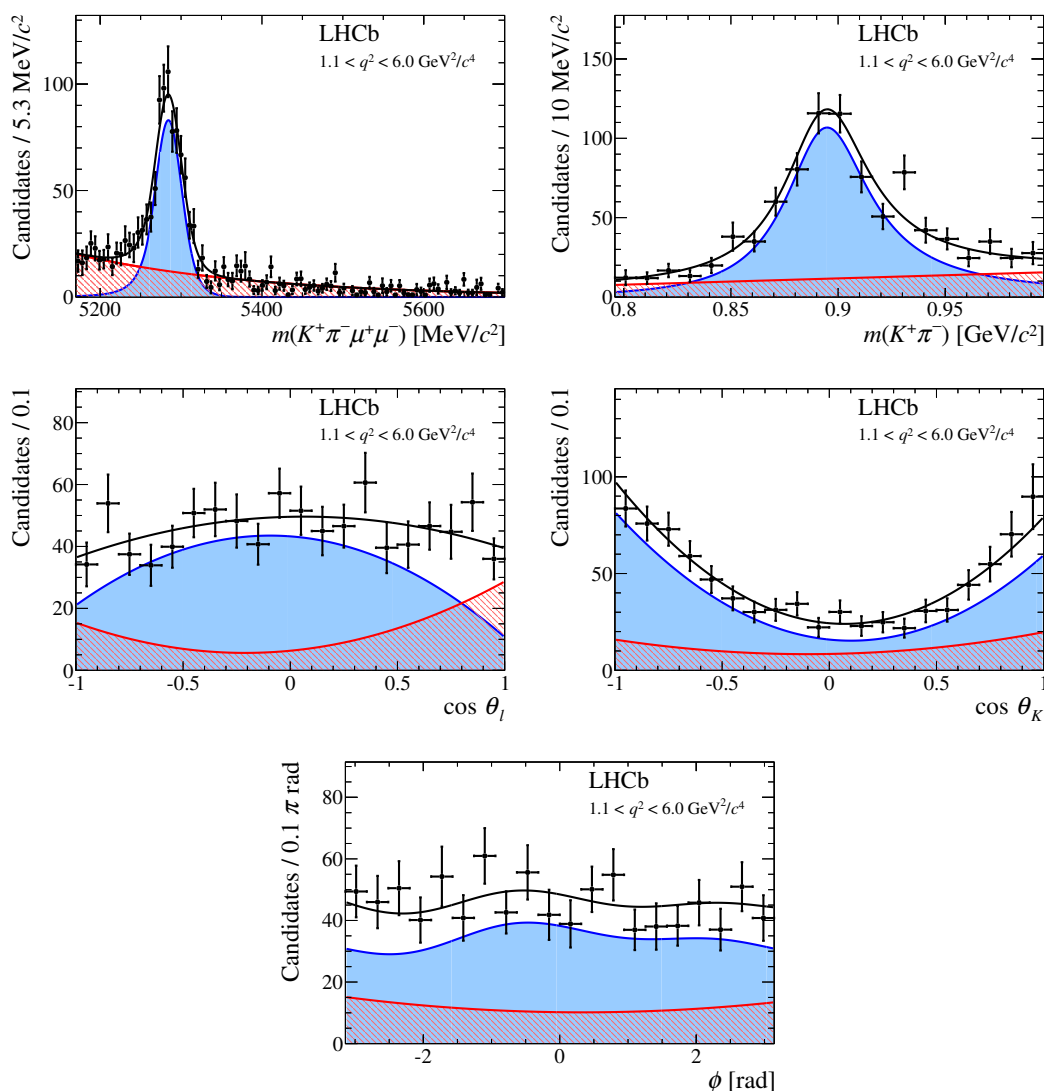 LHCb
1.1 < q² < 6.0 GeV²/c⁴
Candidates / 5.3 MeV/c²
100
50
0
5200 5400 5600
m(K⁺π⁻μ⁺μ⁻) [MeV/c²]
LHCb
1.1 < q² < 6.0 GeV²/c⁴
Candidates / 10 MeV/c²
150
100
50
0
0.8 0.85 0.9 0.95
m(K⁺π⁻) [GeV/c²]
LHCb
1.1 < q² < 6.0 GeV²/c⁴
Candidates / 0.1
80
60
40
20
0
-1 -0.5 0 0.5 1
cos θ_l
LHCb
1.1 < q² < 6.0 GeV²/c⁴
Candidates / 0.1
100
50
0
-1 -0.5 0 0.5 1
cos θ_K
LHCb
1.1 < q² < 6.0 GeV²/c⁴
Candidates / 0.1 π rad
80
60
40
20
0
-2 0 2
ϕ [rad]